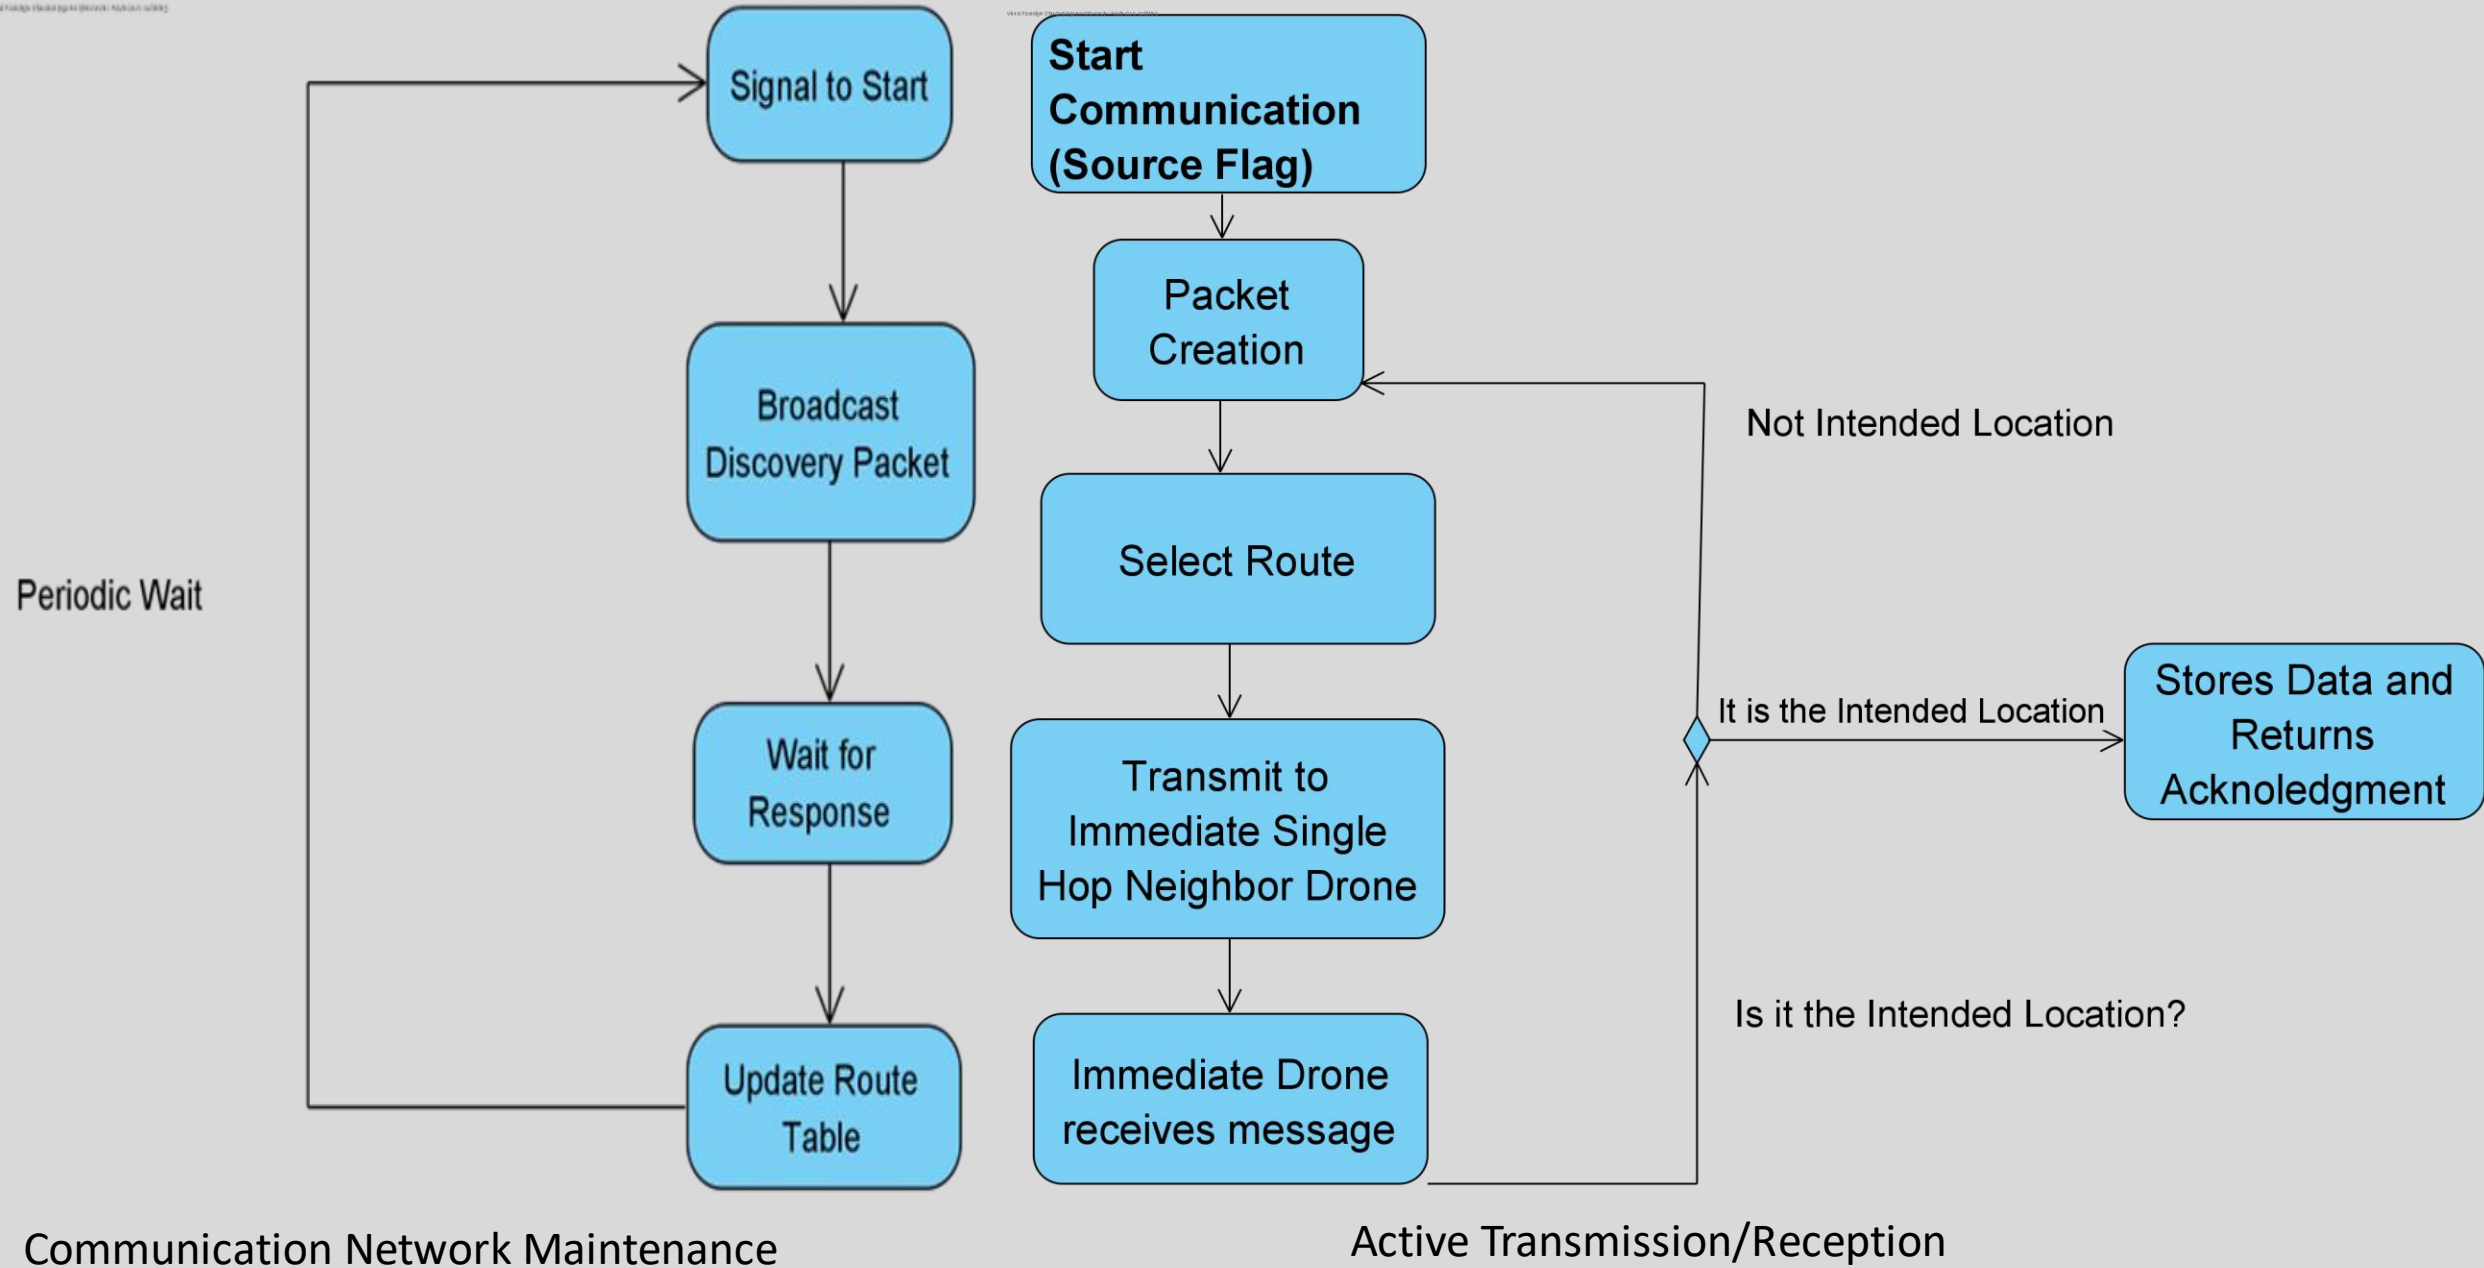 Signal to Start
Broadcast
Discovery Packet
Periodic Wait
Wait for
Response
Update Route
Table
Communication Network Maintenance
Start
Communication
(Source Flag)
Packet
Creation
Not Intended Location
Select Route
Transmit to
Immediate Single
Hop Neighbor Drone
It is the Intended Location
Stores Data and
Returns
Acknoledgment
Is it the Intended Location?
Immediate Drone
receives message
Active Transmission/Reception